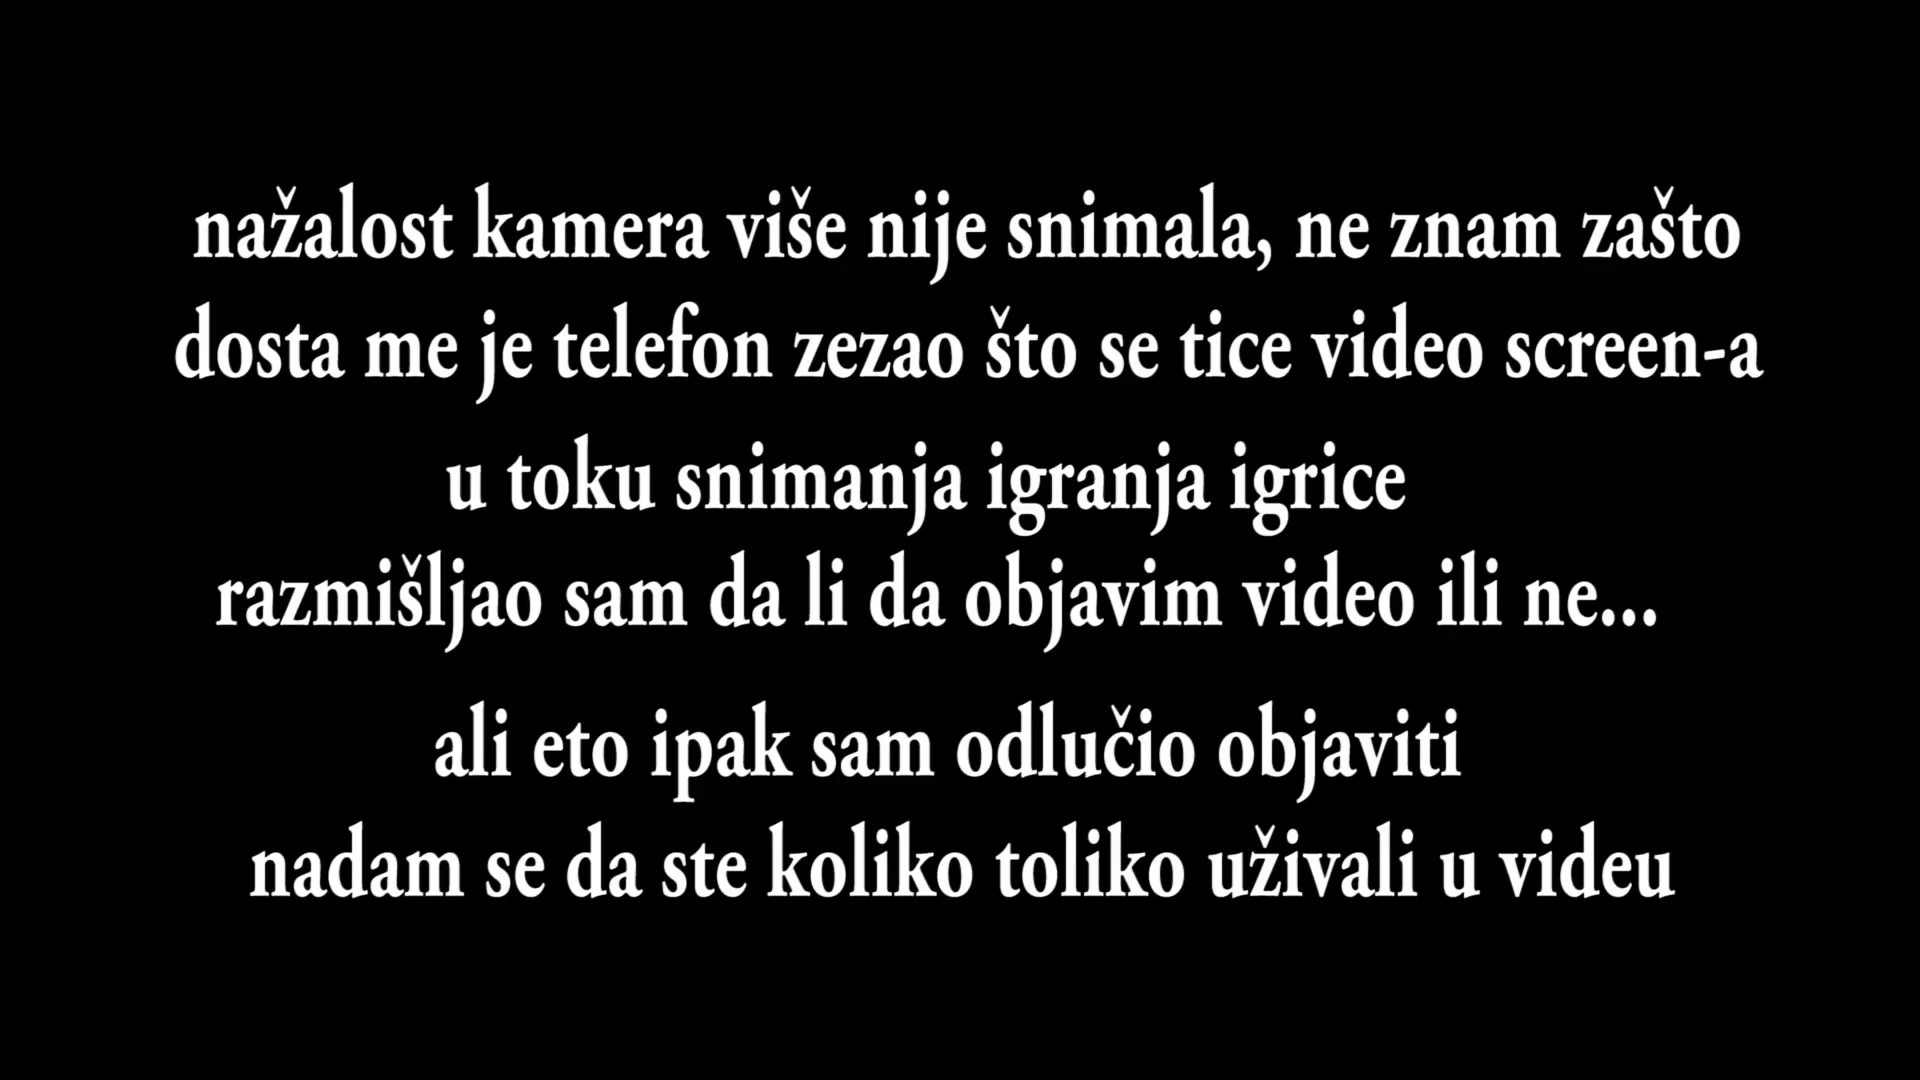 nažalost kamera više nije snimala, ne znam zašto
dosta me je telefon zezao što se tice video screen-a
u toku snimanja igranja igrice
razmišljao sam da li da objavim video ili ne...
ali eto ipak sam odlučio objaviti
nadam se da ste koliko toliko uživali u videu